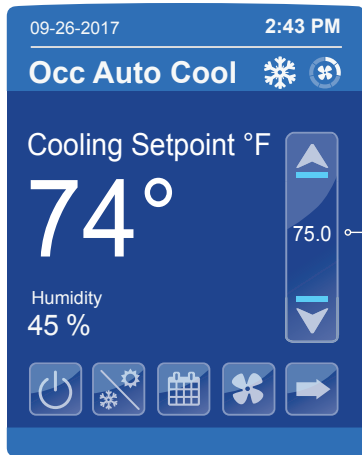 09-26-2017 2:43 PM
Occ Auto Cool
Cooling Setpoint °F
74°
75.0
Humidity
45 %